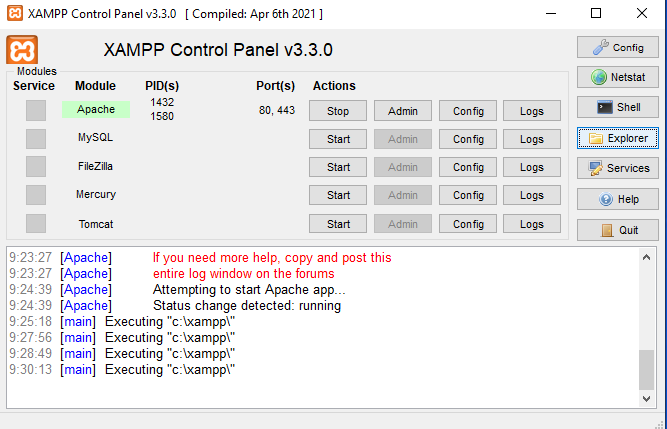 XAMPP Control Panel v3.3.0 [ Compiled: Apr 6th 2021 ]
XAMPP Control Panel v3.3.0
Config
Modules
Service Module PID(s) Port(s) Actions
Netstat
Apache 1432 80, 443 Stop Admin Config Logs
1580
Shell
MySQL Start Admin Config Logs
Explorer
FileZilla Start Admin Config Logs
Services
Mercury Start Admin Config Logs
Help
Tomcat Start Admin Config Logs
Quit
9:23:27 [Apache] If you need more help, copy and post this
9:23:27 [Apache] entire log window on the forums
9:24:39 [Apache] Attempting to start Apache app...
9:24:39 [Apache] Status change detected: running
9:25:18 [main] Executing "c:\xampp\"
9:27:56 [main] Executing "c:\xampp\"
9:28:49 [main] Executing "c:\xampp\"
9:30:13 [main] Executing "c:\xampp\"